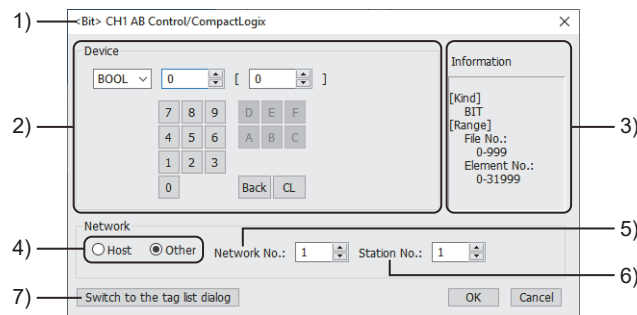 1)
<Bit> CH1 AB Control/CompactLogix
Device
BOOL 0 [ 0 ]
7 8 9 D E F
4 5 6 A B C
1 2 3
0 Back CL
2)
Information
[Kind]
BIT
[Range]
File No.:
0-999
Element No.:
0-31999
3)
Network
4)
Host Other Network No.: 1 Station No.: 1
5)
6)
7)
Switch to the tag list dialog OK Cancel